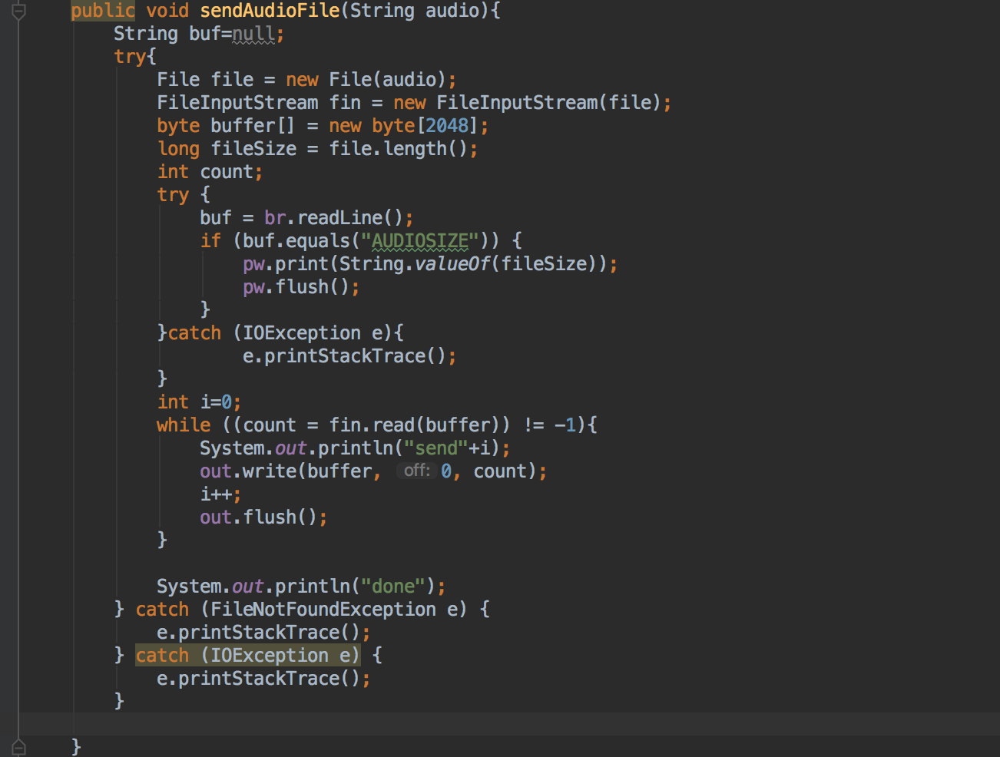 public void sendAudioFile(String audio){
String buf=null;
try{
File file = new File(audio);
FileInputStream fin = new FileInputStream(file);
byte buffer[] = new byte[2048];
long fileSize = file.length();
int count;
try {
buf = br.readLine();
if (buf.equals("AUDIOSIZE")) {
pw.print(String.valueOf(fileSize));
pw.flush();
}
}catch (IOException e){
e.printStackTrace();
}
int i=0;
while ((count = fin.read(buffer)) != -1){
System.out.println("send"+i);
out.write(buffer, off: 0, count);
i++;
out.flush();
}
System.out.println("done");
} catch (FileNotFoundException e) {
e.printStackTrace();
} catch (IOException e) {
e.printStackTrace();
}
}